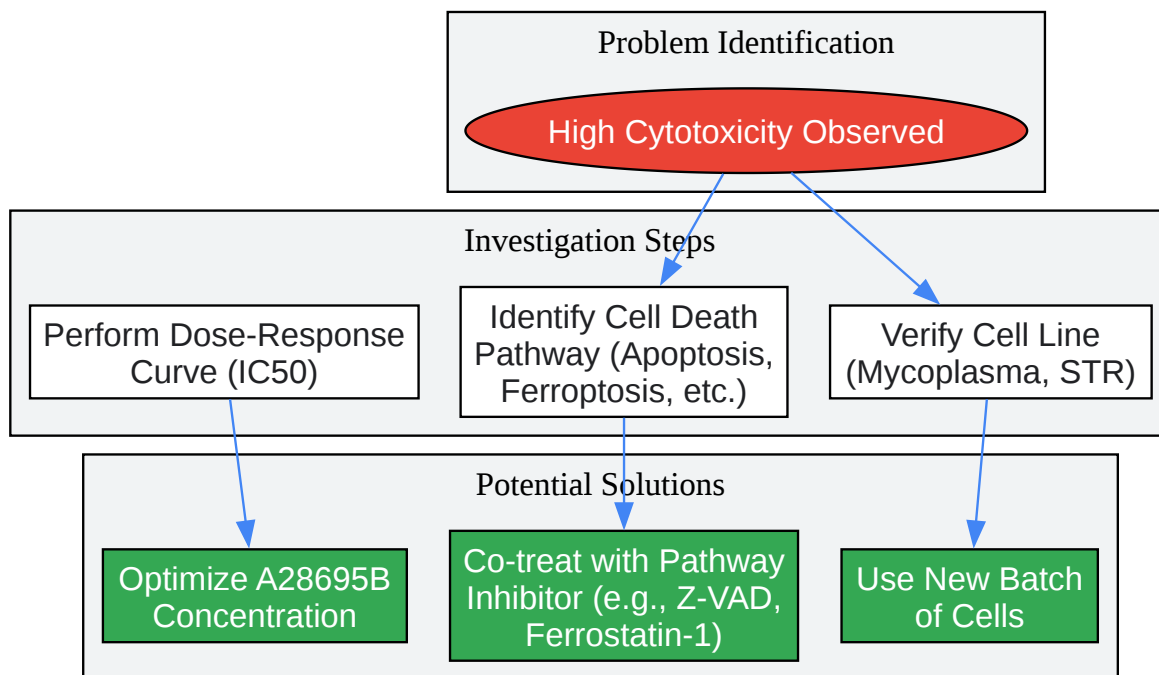 Problem Identification
High Cytotoxicity Observed
Investigation Steps
Perform Dose-Response
Curve (IC50)
Identify Cell Death
Pathway (Apoptosis,
Ferroptosis, etc.)
Verify Cell Line
(Mycoplasma, STR)
Potential Solutions
Optimize A28695B
Concentration
Co-treat with Pathway
Inhibitor (e.g., Z-VAD,
Ferrostatin-1)
Use New Batch
of Cells